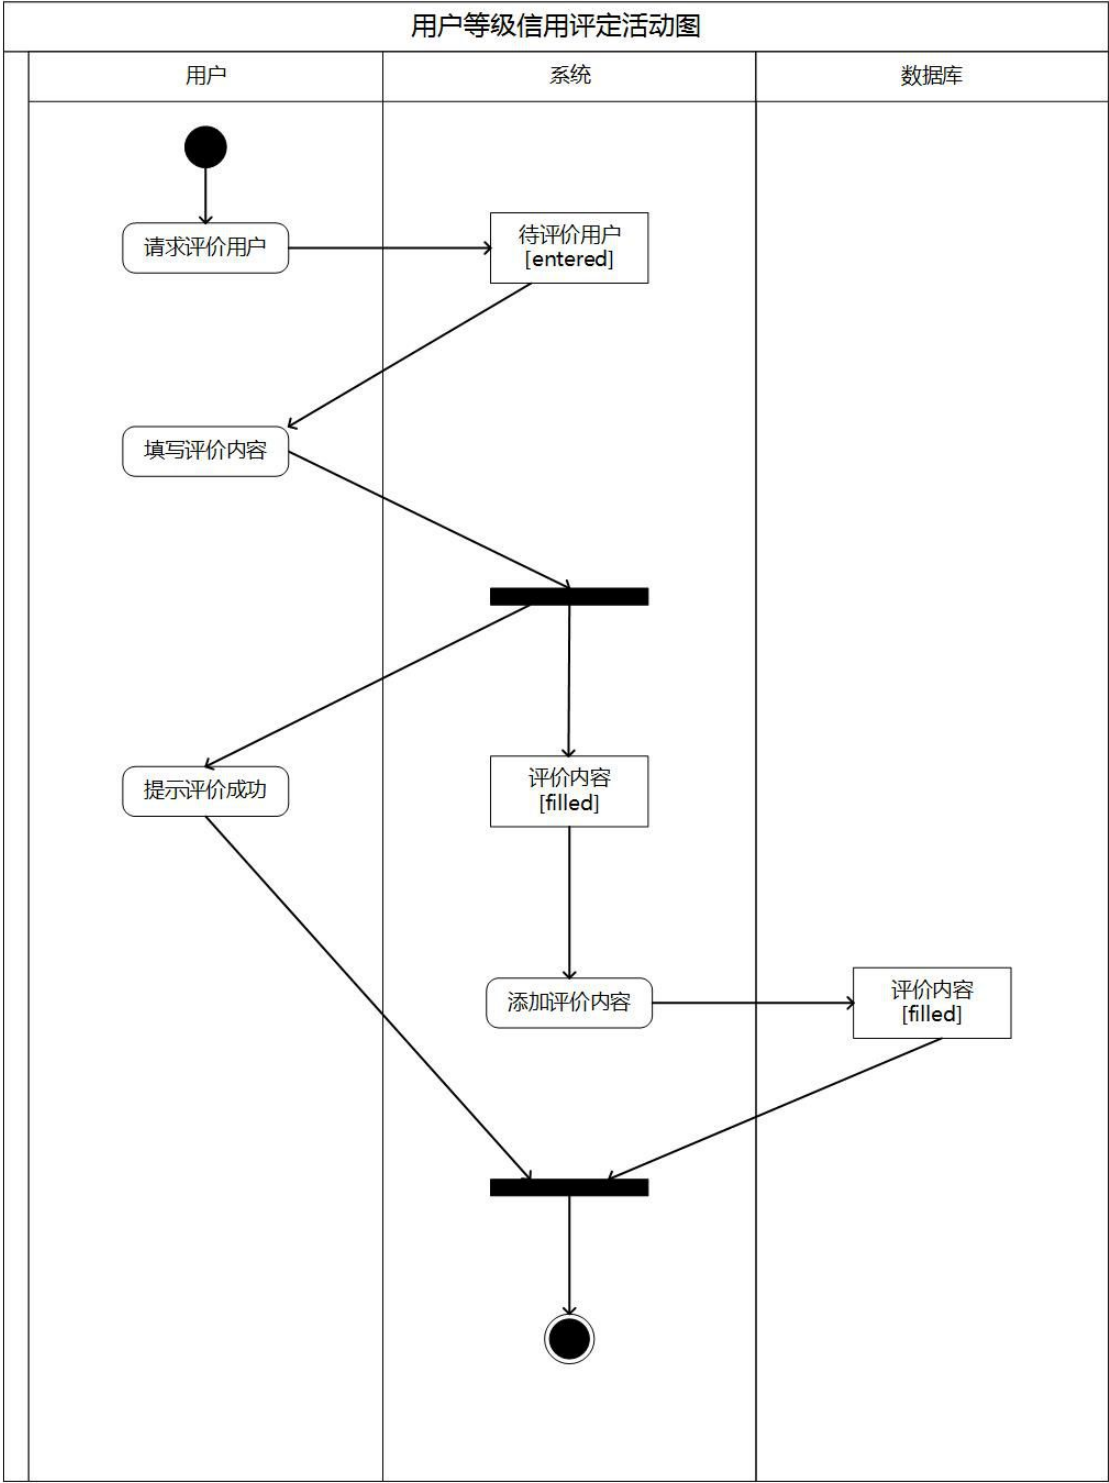 用户等级信用评定活动图
用户
系统
数据库
请求评价用户
待评价用户
[entered]
填写评价内容
提示评价成功
评价内容
[filled]
添加评价内容
评价内容
[filled]